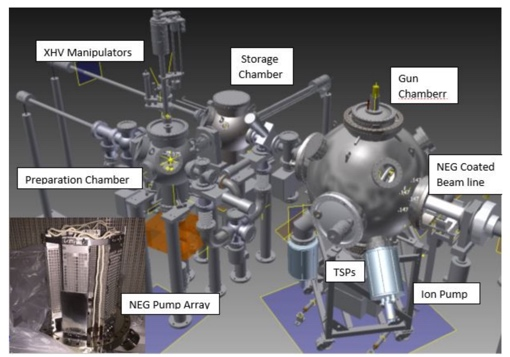 XHV Manipulators
Storage
Chamber
Gun
Chamberr
NEG Coated
Beam line
Preparation Chamber
TSPs
Ion Pump
NEG Pump Array